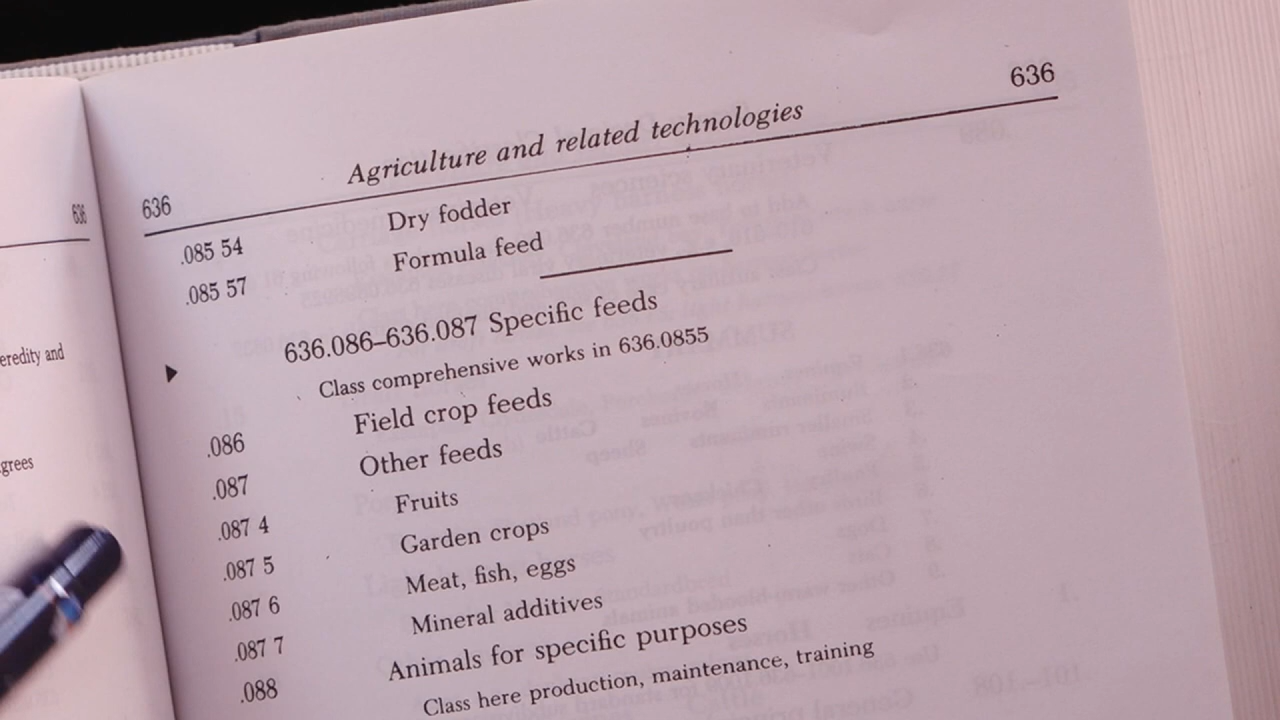 636
eredity and
grees
636 Agriculture and related technologies 636
.085 54 Dry fodder
.085 57 Formula feed
636.086–636.087 Specific feeds
Class comprehensive works in 636.0855
.086 Field crop feeds
.087 Other feeds
.087 4 Fruits
.087 5 Garden crops
.087 6 Meat, fish, eggs
.087 7 Mineral additives
.088 Animals for specific purposes
Class here production, maintenance, training